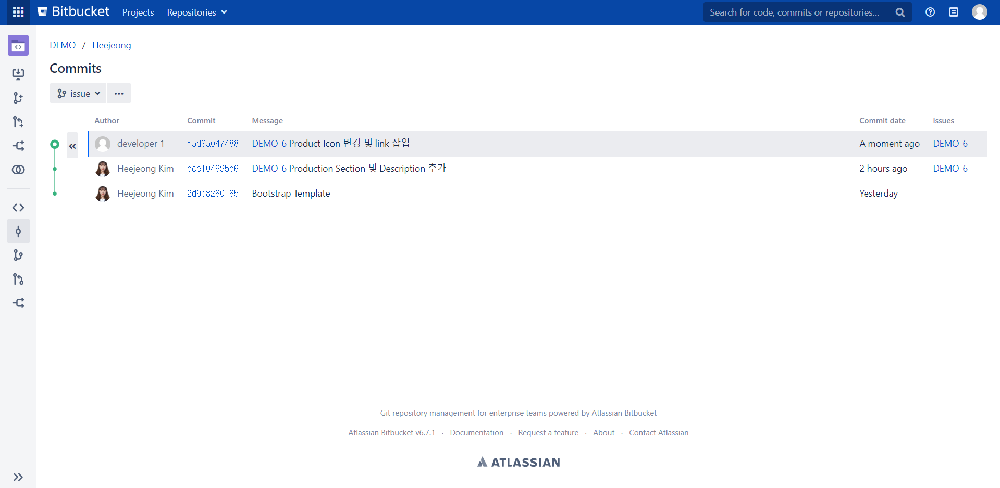 Bitbucket Projects Repositories Search for code, commits or repositories...
DEMO / Heejeong
Commits
issue
Author Commit Message Commit date Issues
developer 1 fad3a047488 DEMO-6 Product Icon 변경 및 link 삽입 A moment ago DEMO-6
Heejeong Kim cce104695e6 DEMO-6 Production Section 및 Description 추가 2 hours ago DEMO-6
Heejeong Kim 2d9e8260185 Bootstrap Template Yesterday
Git repository management for enterprise teams powered by Atlassian Bitbucket
Atlassian Bitbucket v6.7.1 · Documentation · Request a feature · About · Contact Atlassian
ATLASSIAN